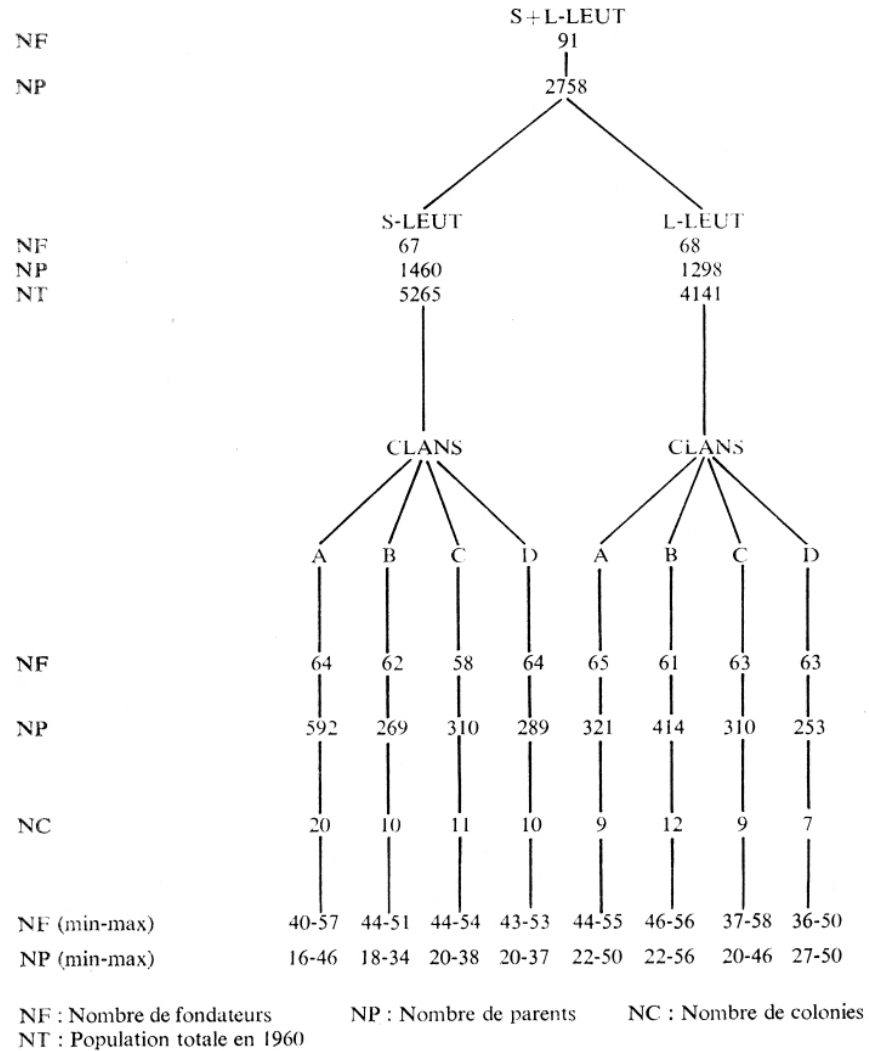 S+L-LEUT
NF 91
NP 2758
S-LEUT L-LEUT
NF 67 68
NP 1460 1298
NT 5265 4141
CLANS CLANS
A B C D A B C D
NF 64 62 58 64 65 61 63 63
NP 592 269 310 289 321 414 310 253
NC 20 10 11 10 9 12 9 7
NF (min-max) 40-57 44-51 44-54 43-53 44-55 46-56 37-58 36-50
NP (min-max) 16-46 18-34 20-38 20-37 22-50 22-56 20-46 27-50
NF : Nombre de fondateurs NP : Nombre de parents NC : Nombre de colonies
NT : Population totale en 1960